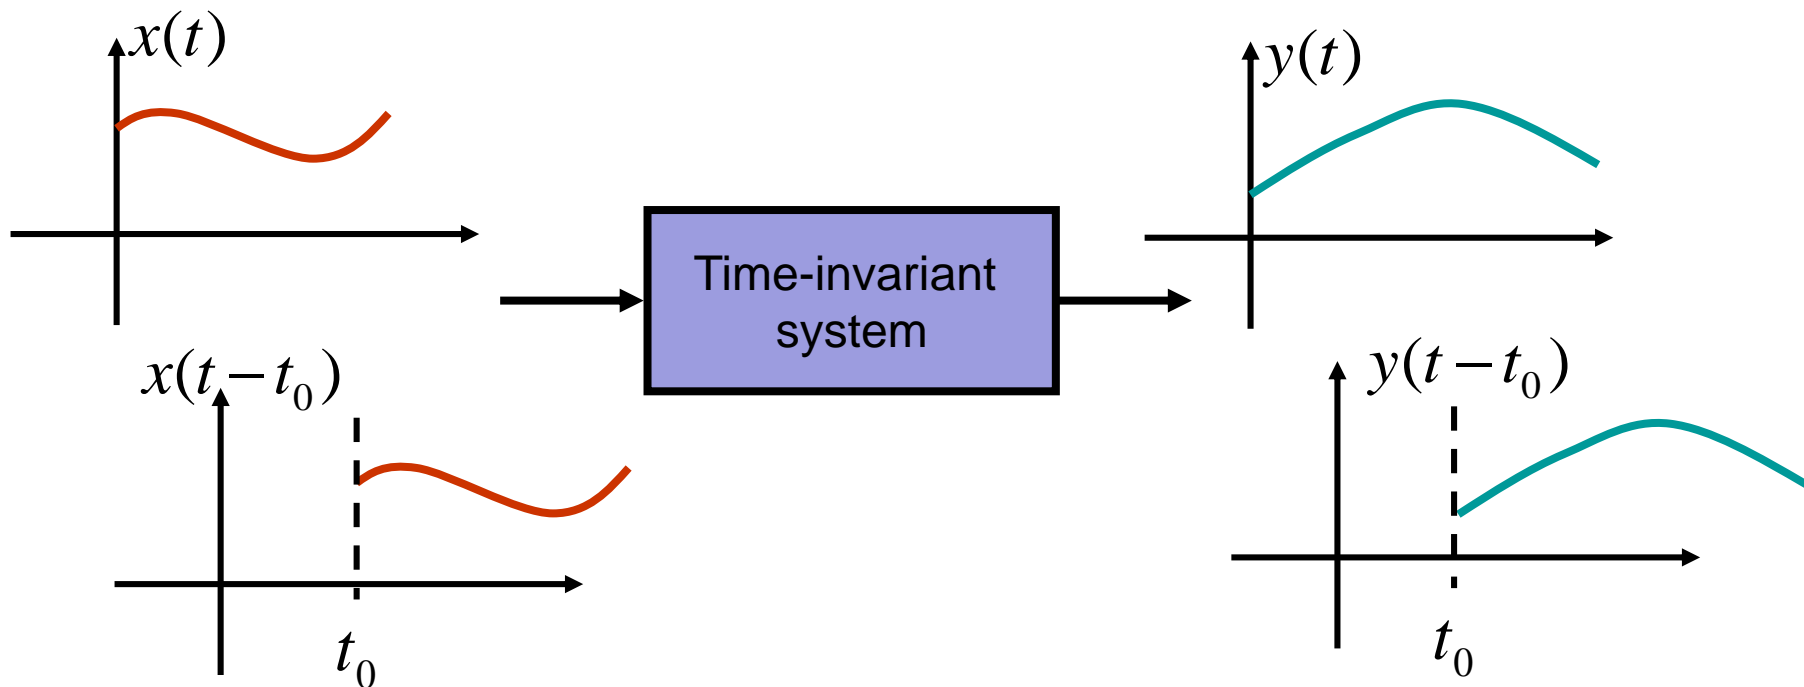 x(t)
y(t)
Time-invariant
system
x(t − t₀)
y(t − t₀)
t₀
t₀